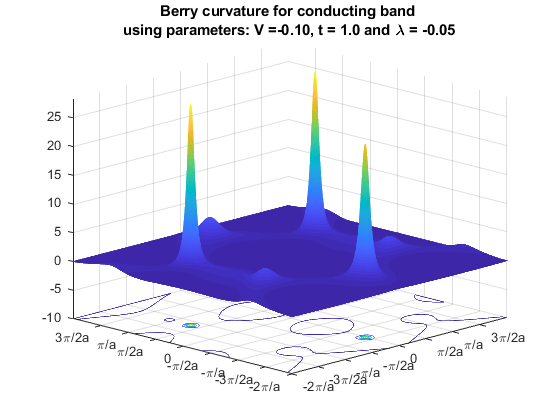 Berry curvature for conducting band
using parameters: V =-0.10, t = 1.0 and λ = -0.05
25
20
15
10
5
0
-5
-10
3π/2a
π/a
π/2a
0
-π/2a
-π/a
-3π/2a
-2π/a
-2π/a
-3π/2a
-π/a
-π/2a
0
π/2a
π/a
3π/2a